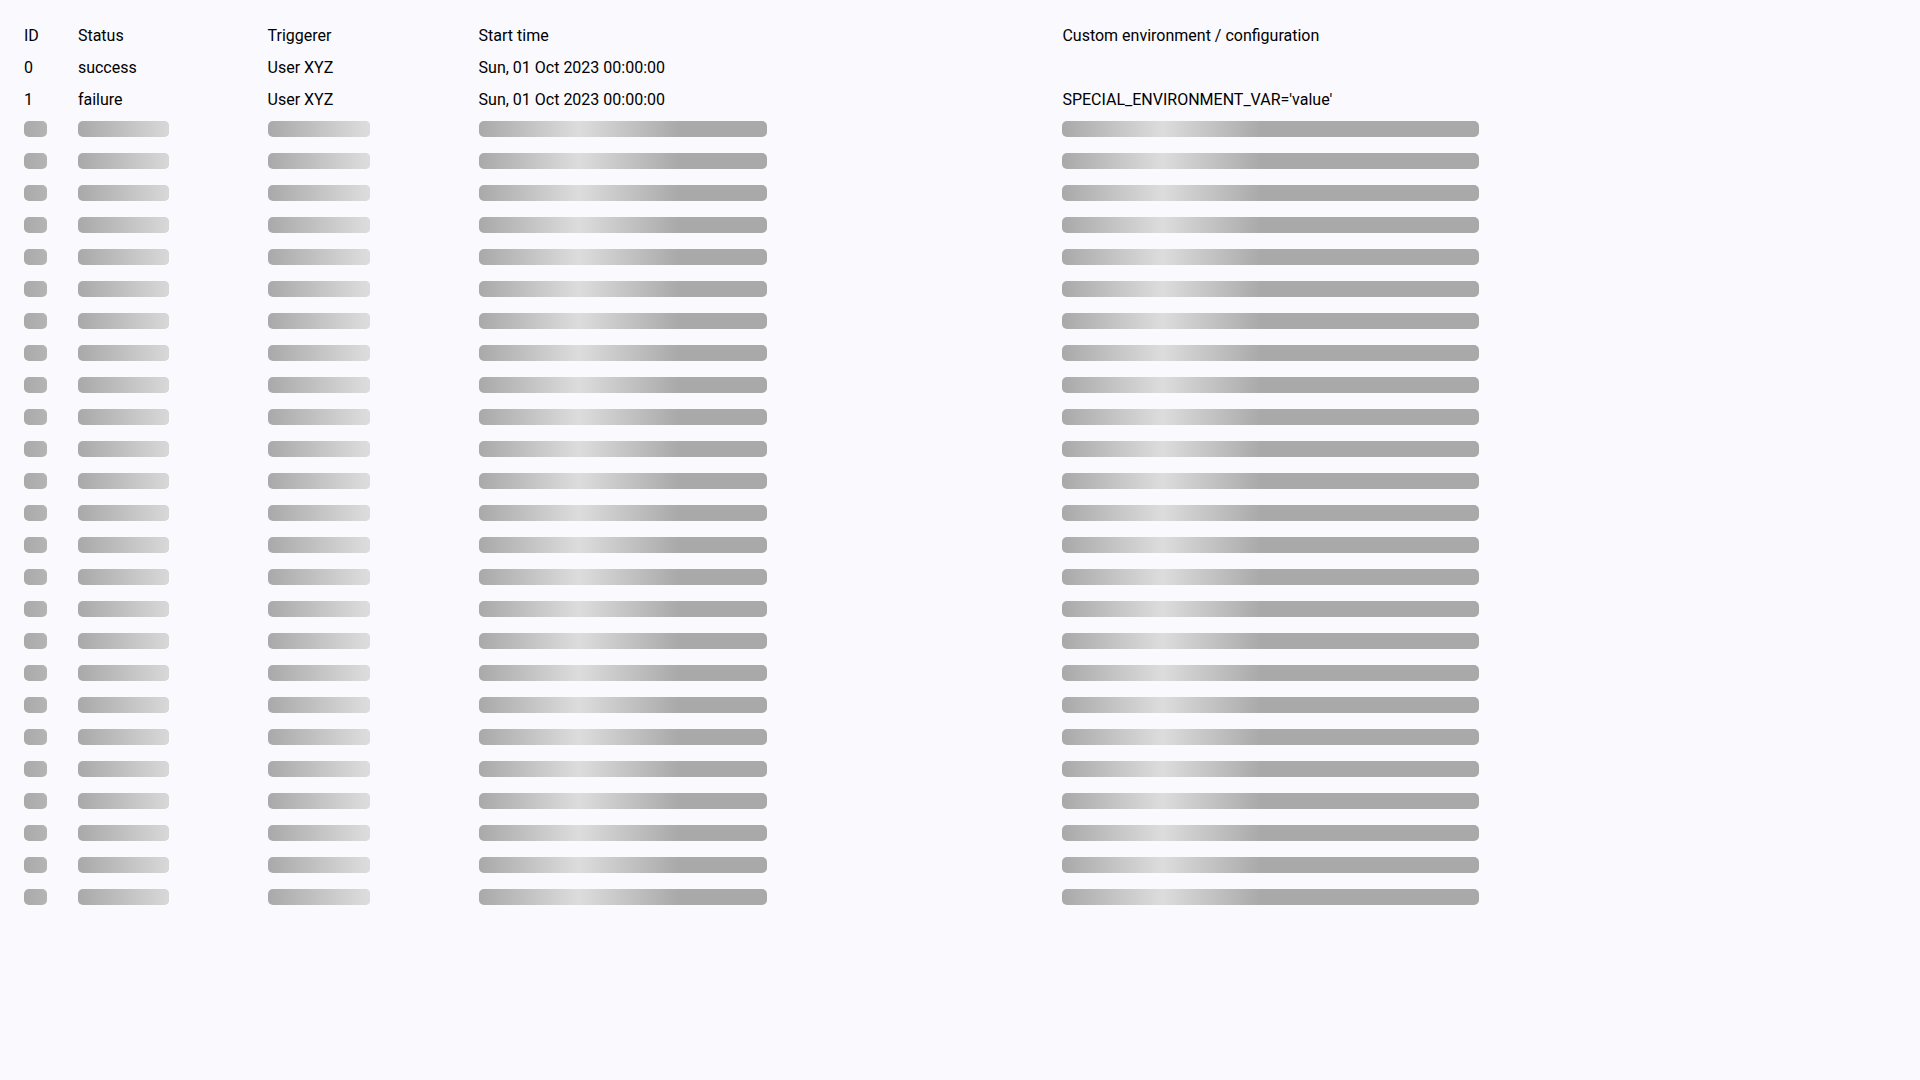 ID Status Triggerer Start time Custom environment / configuration
0 success User XYZ Sun, 01 Oct 2023 00:00:00
1 failure User XYZ Sun, 01 Oct 2023 00:00:00 SPECIAL_ENVIRONMENT_VAR='value'